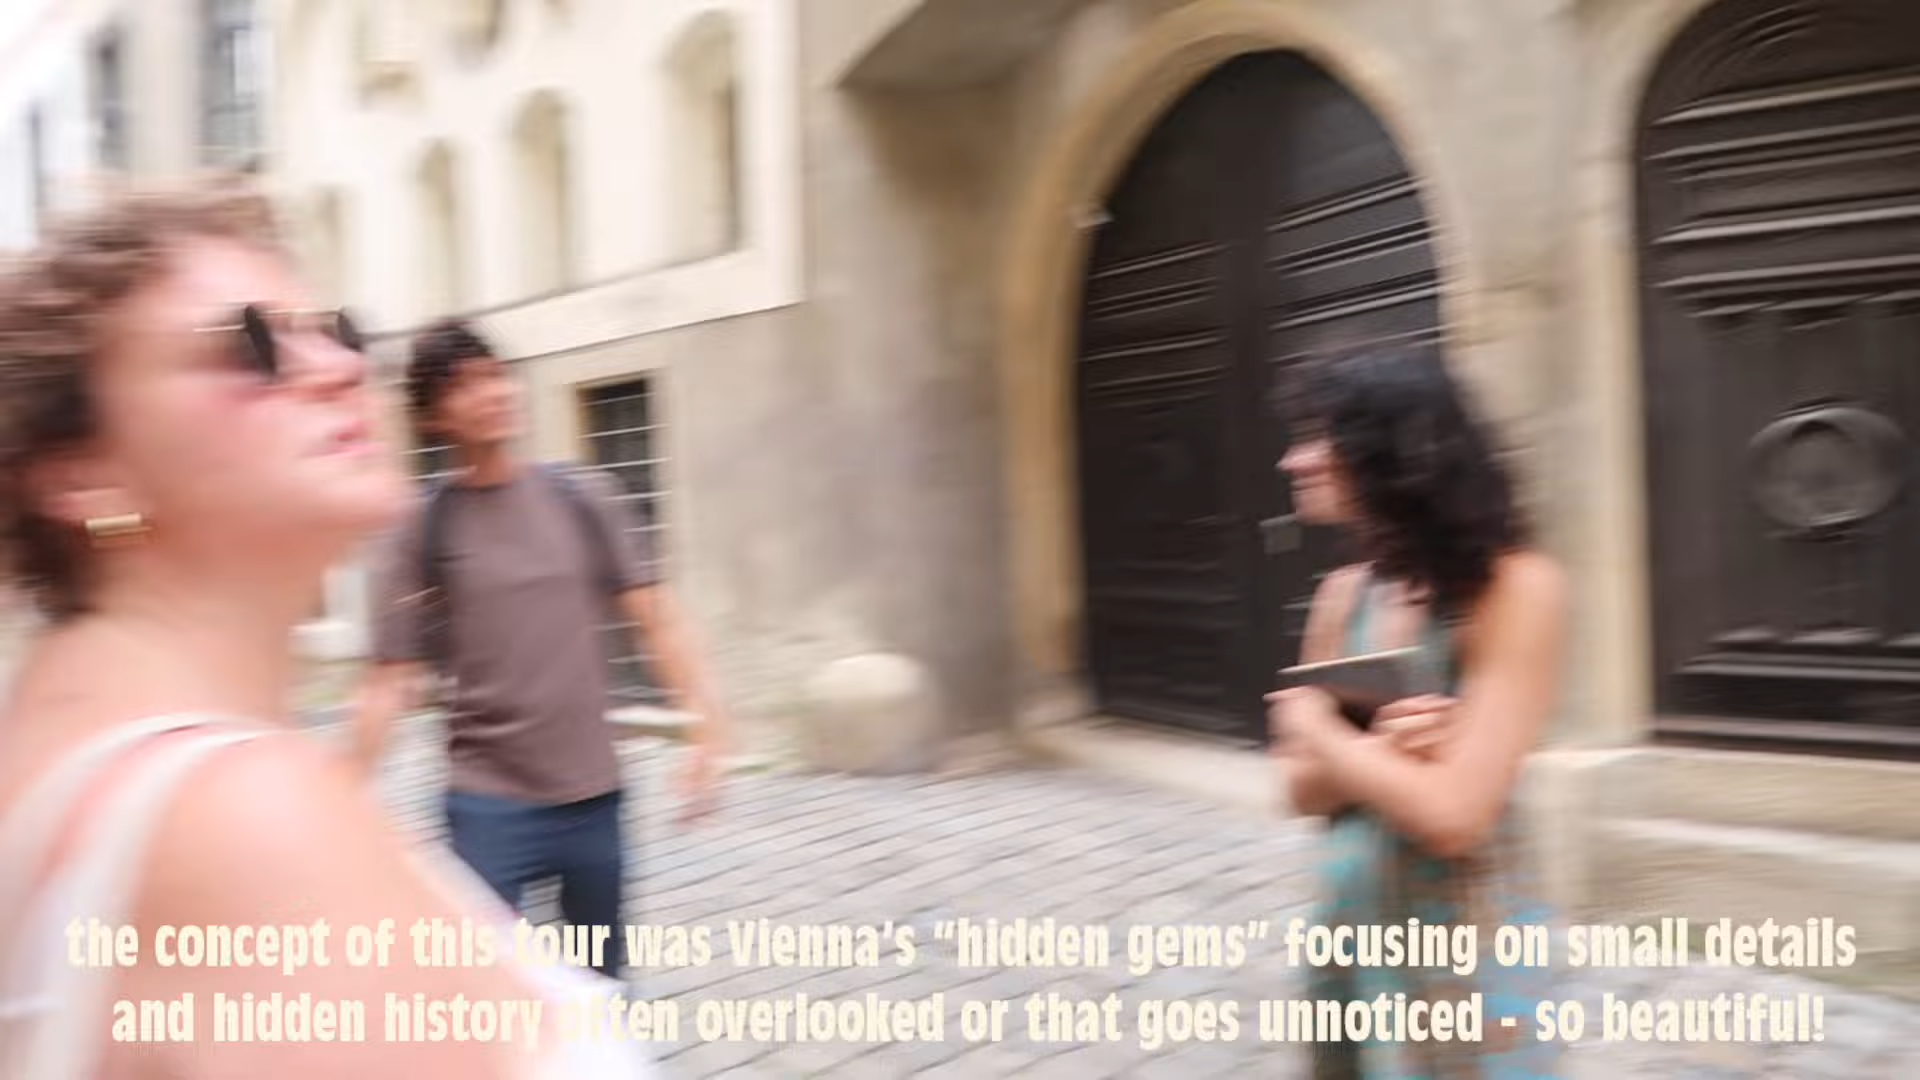 the concept of this tour was Vienna's "hidden gems" focusing on small details
and hidden history often overlooked or that goes unnoticed - so beautiful!